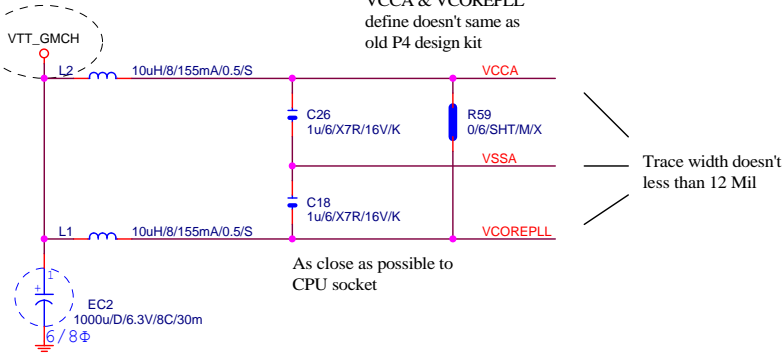 VCCA & VCOREPLL
define doesn't same as
old P4 design kit
VTT_GMCH
L2
10uH/8/155mA/0.5/S
VCCA
C26
1u/6/X7R/16V/K
R59
0/6/SHT/M/X
VSSA
Trace width doesn't
less than 12 Mil
C18
1u/6/X7R/16V/K
L1
10uH/8/155mA/0.5/S
VCOREPLL
As close as possible to
CPU socket
1
+
EC2
1000u/D/6.3V/8C/30m
6/8Φ